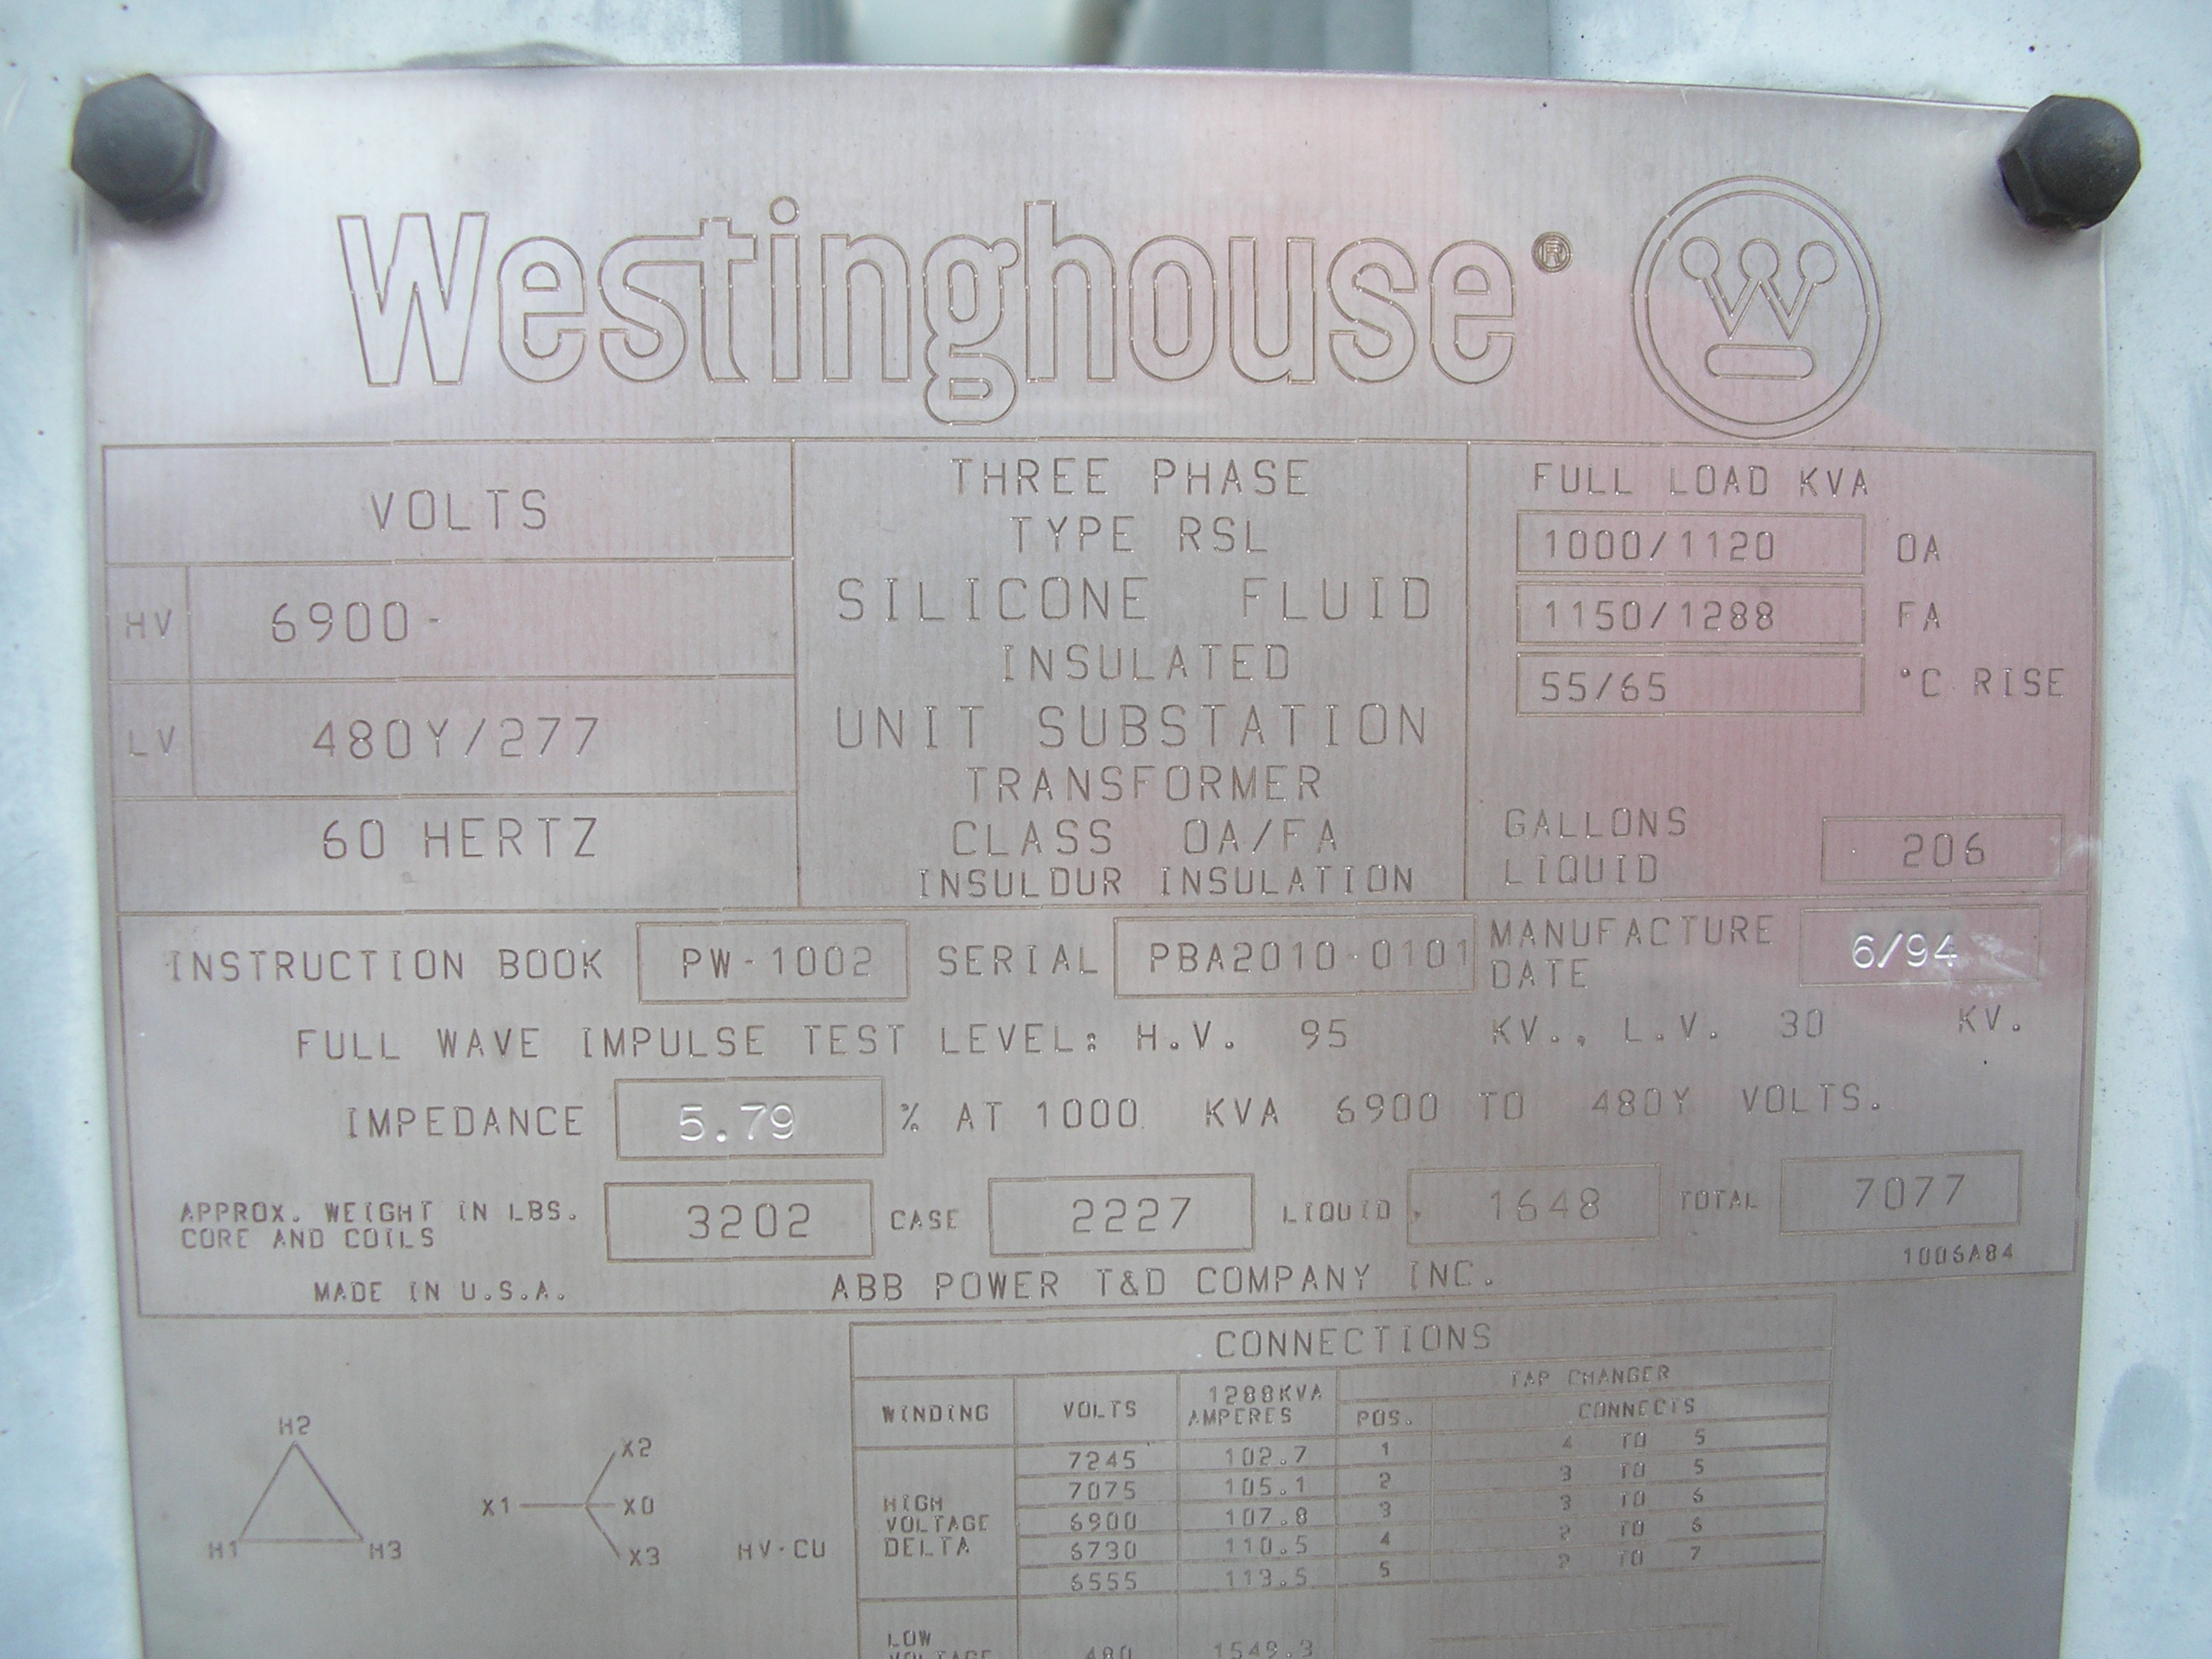 Westinghouse® W
VOLTS
HV 6900-
LV 480Y/277
60 HERTZ
THREE PHASE
TYPE RSL
SILICONE FLUID
INSULATED
UNIT SUBSTATION
TRANSFORMER
CLASS OA/FA
INSULDUR INSULATION
FULL LOAD KVA
1000/1120 OA
1150/1288 FA
55/65 °C RISE
GALLONS
LIQUID 206
INSTRUCTION BOOK PW-1002 SERIAL PBA2010-0101 MANUFACTURE
DATE 6/94
FULL WAVE IMPULSE TEST LEVEL: H.V. 95 KV., L.V. 30 KV.
IMPEDANCE 5.79 % AT 1000 KVA 6900 TO 480Y VOLTS.
APPROX. WEIGHT IN LBS.
CORE AND COILS 3202 CASE 2227 LIQUID 1648 TOTAL 7077
1006A84
MADE IN U.S.A. ABB POWER T&D COMPANY INC.
H2
H1 H3
X2
X1 X0
X3
HV-CU
CONNECTIONS
WINDING VOLTS 1288KVA
AMPERES TAP CHANGER
POS. CONNECTS
HIGH
VOLTAGE
DELTA
7245 102.7 1 4 TO 5
7075 105.1 2 3 TO 5
6900 107.8 3 3 TO 6
6730 110.5 4 2 TO 6
6555 113.5 5 2 TO 7
LOW
VOLTAGE 480 1549.3